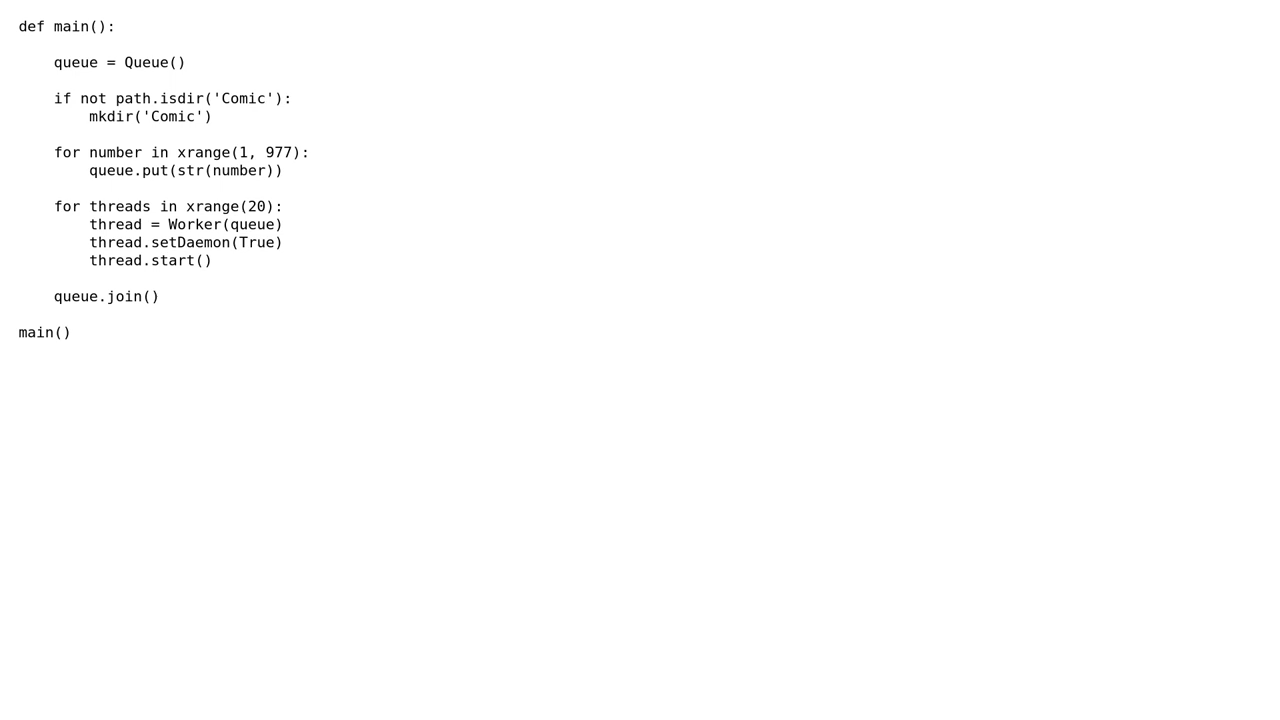 def main():

    queue = Queue()

    if not path.isdir('Comic'):
        mkdir('Comic')

    for number in xrange(1, 977):
        queue.put(str(number))

    for threads in xrange(20):
        thread = Worker(queue)
        thread.setDaemon(True)
        thread.start()

    queue.join()

main()